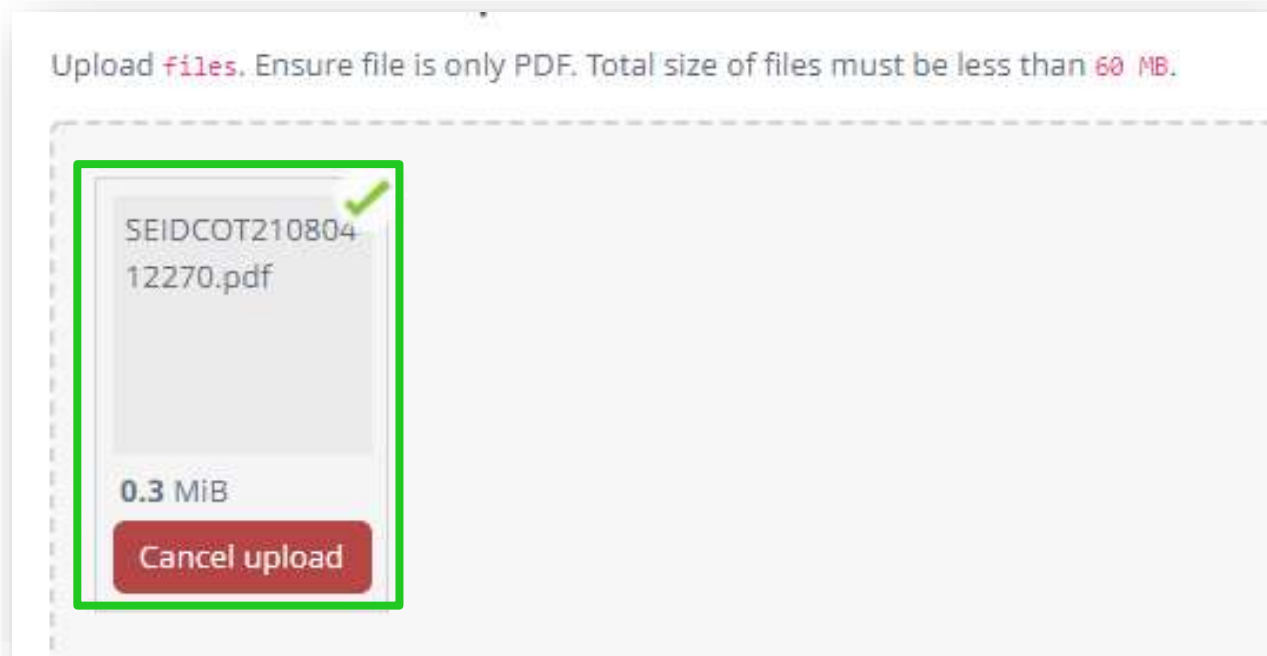 Upload files. Ensure file is only PDF. Total size of files must be less than 60 MB.
SEIDCOT210804
12270.pdf
0.3 MiB
Cancel upload